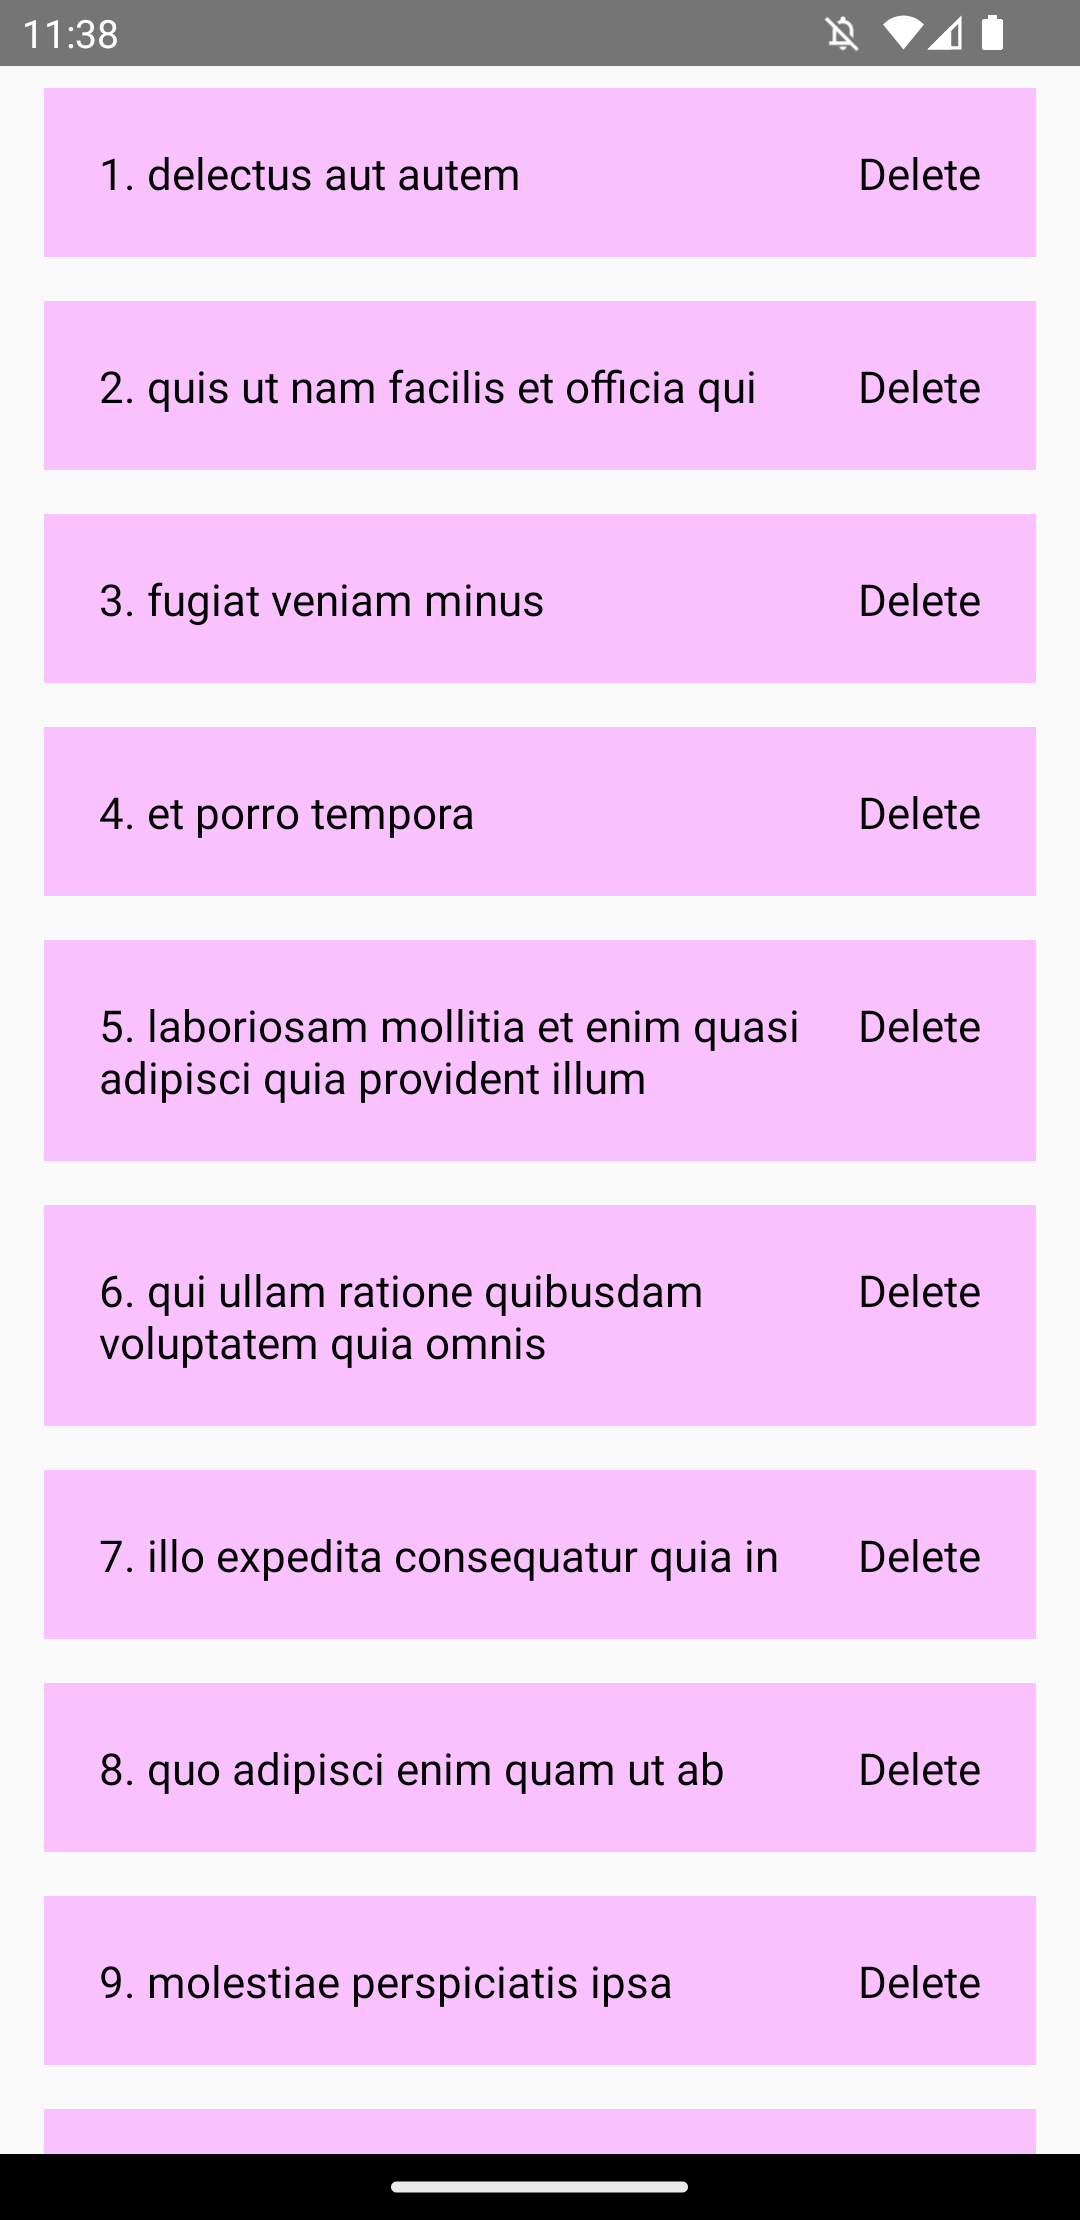 11:38
1. delectus aut autem Delete
2. quis ut nam facilis et officia qui Delete
3. fugiat veniam minus Delete
4. et porro tempora Delete
5. laboriosam mollitia et enim quasi Delete
adipisci quia provident illum
6. qui ullam ratione quibusdam Delete
voluptatem quia omnis
7. illo expedita consequatur quia in Delete
8. quo adipisci enim quam ut ab Delete
9. molestiae perspiciatis ipsa Delete